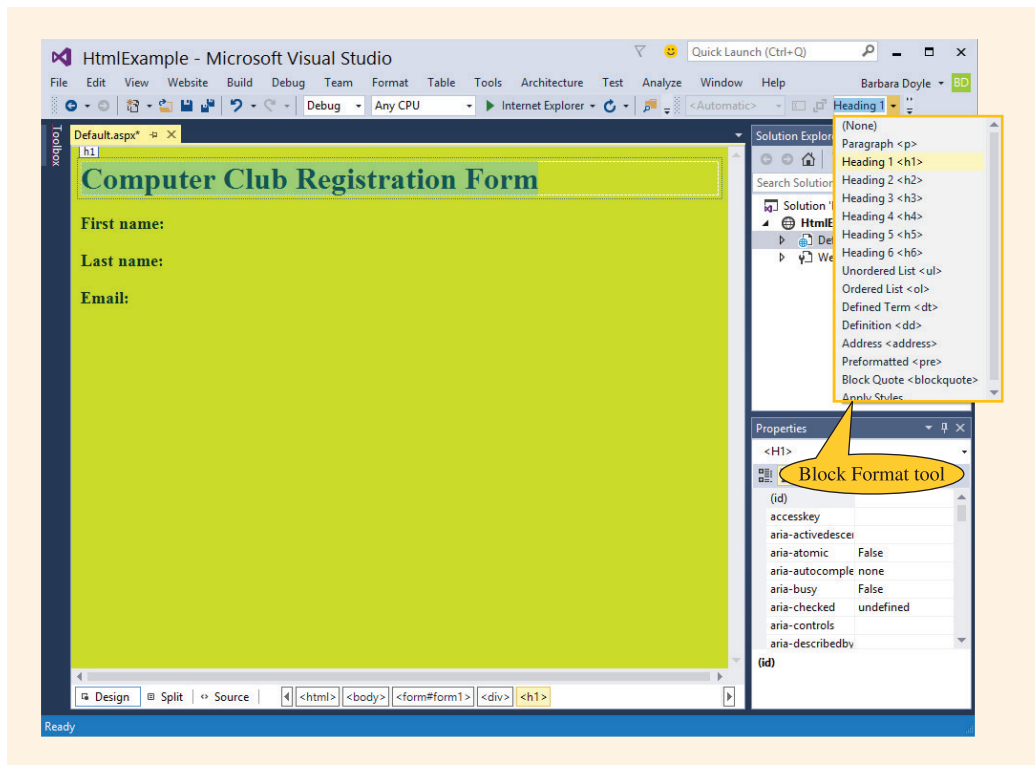 HtmlExample - Microsoft Visual Studio
Quick Launch (Ctrl+Q)
File Edit View Website Build Debug Team Format Table Tools Architecture Test Analyze Window Help Barbara Doyle BD
Debug Any CPU Internet Explorer <Automatic> Heading 1
Toolbox
Default.aspx*
h1
Computer Club Registration Form
First name:
Last name:
Email:
(None)
Paragraph <p>
Heading 1 <h1>
Heading 2 <h2>
Heading 3 <h3>
Heading 4 <h4>
Heading 5 <h5>
Heading 6 <h6>
Unordered List <ul>
Ordered List <ol>
Defined Term <dt>
Definition <dd>
Address <address>
Preformatted <pre>
Block Quote <blockquote>
Apply Styles
Solution Explor
Search Solution
Solution '
HtmlE
Def
We
Block Format tool
Properties
<H1>
(id)
accesskey
aria-activedescen
aria-atomic False
aria-autocomple none
aria-busy False
aria-checked undefined
aria-controls
aria-describedby
(id)
Design Split Source <html> <body> <form#form1> <div> <h1>
Ready